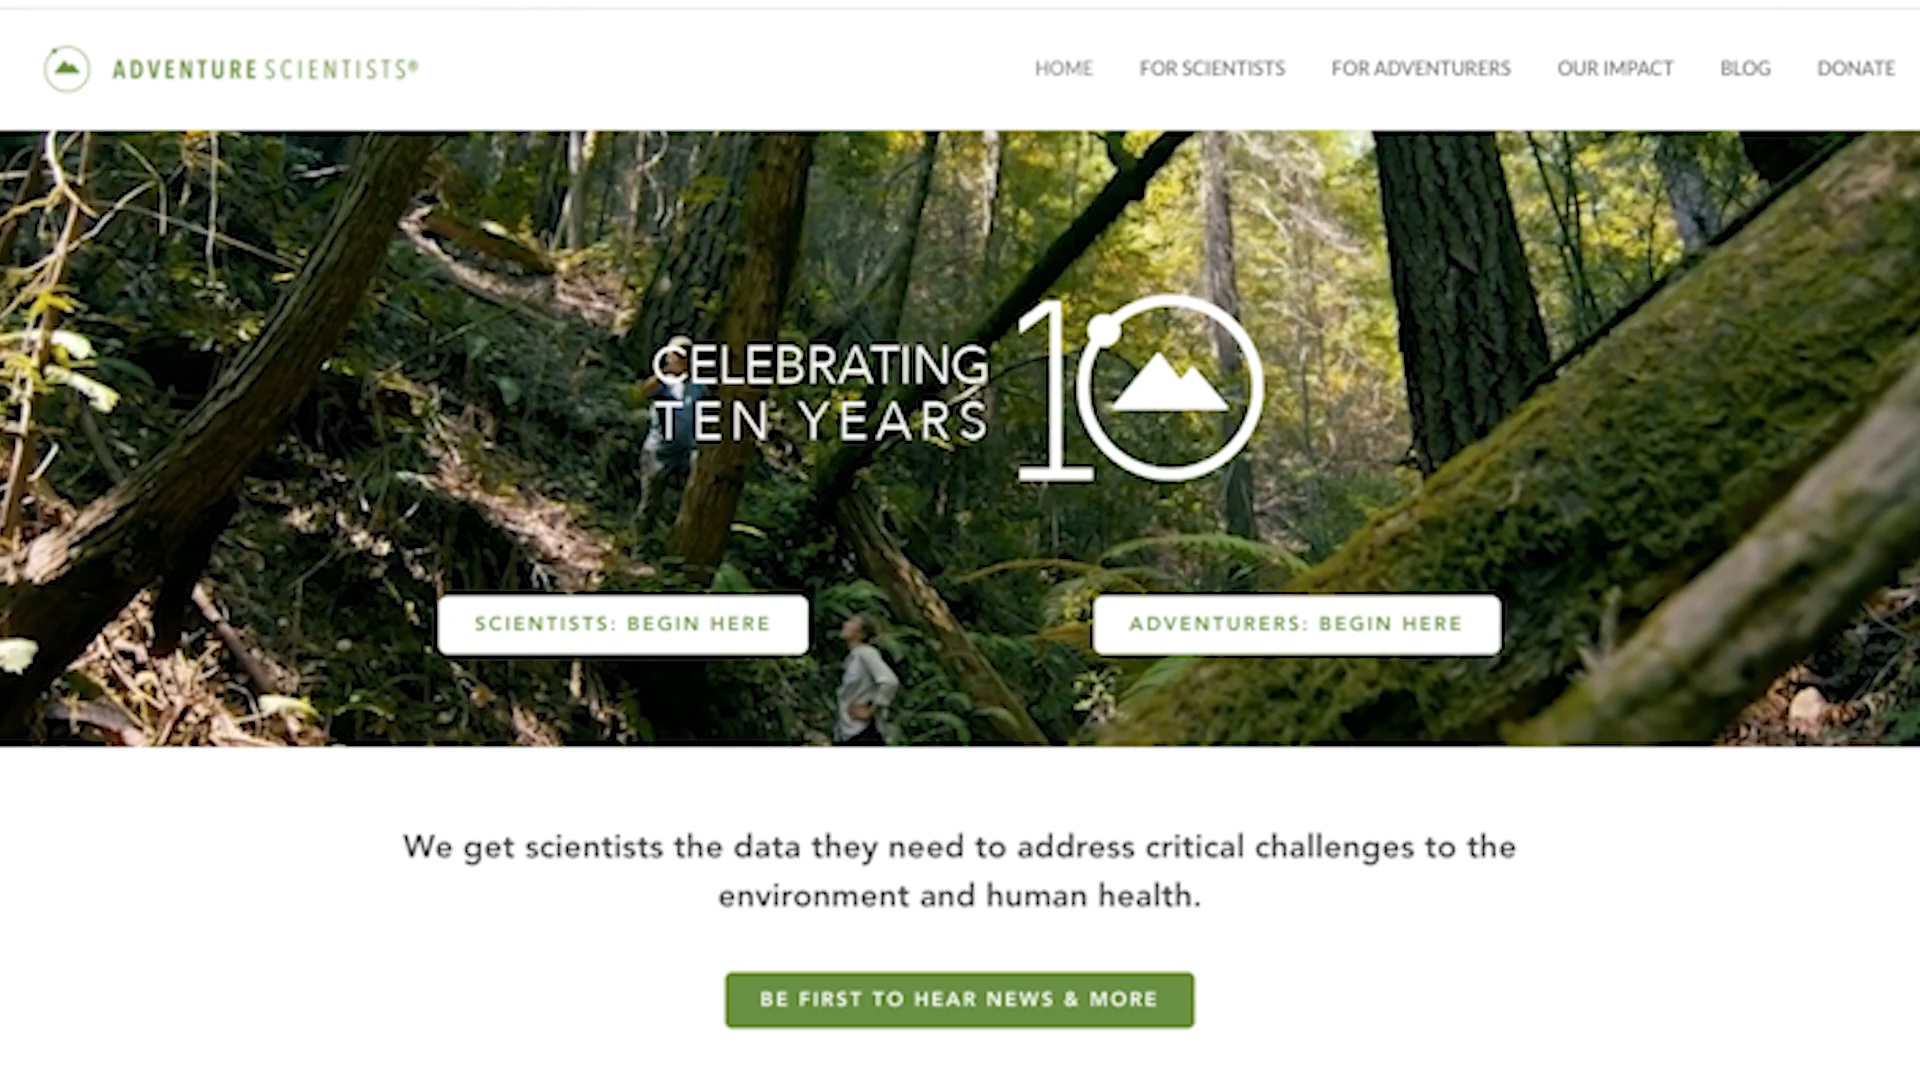 ADVENTURE SCIENTISTS®
HOME FOR SCIENTISTS FOR ADVENTURERS OUR IMPACT BLOG DONATE
CELEBRATING
TEN YEARS
10
SCIENTISTS: BEGIN HERE
ADVENTURERS: BEGIN HERE
We get scientists the data they need to address critical challenges to the
environment and human health.
BE FIRST TO HEAR NEWS & MORE